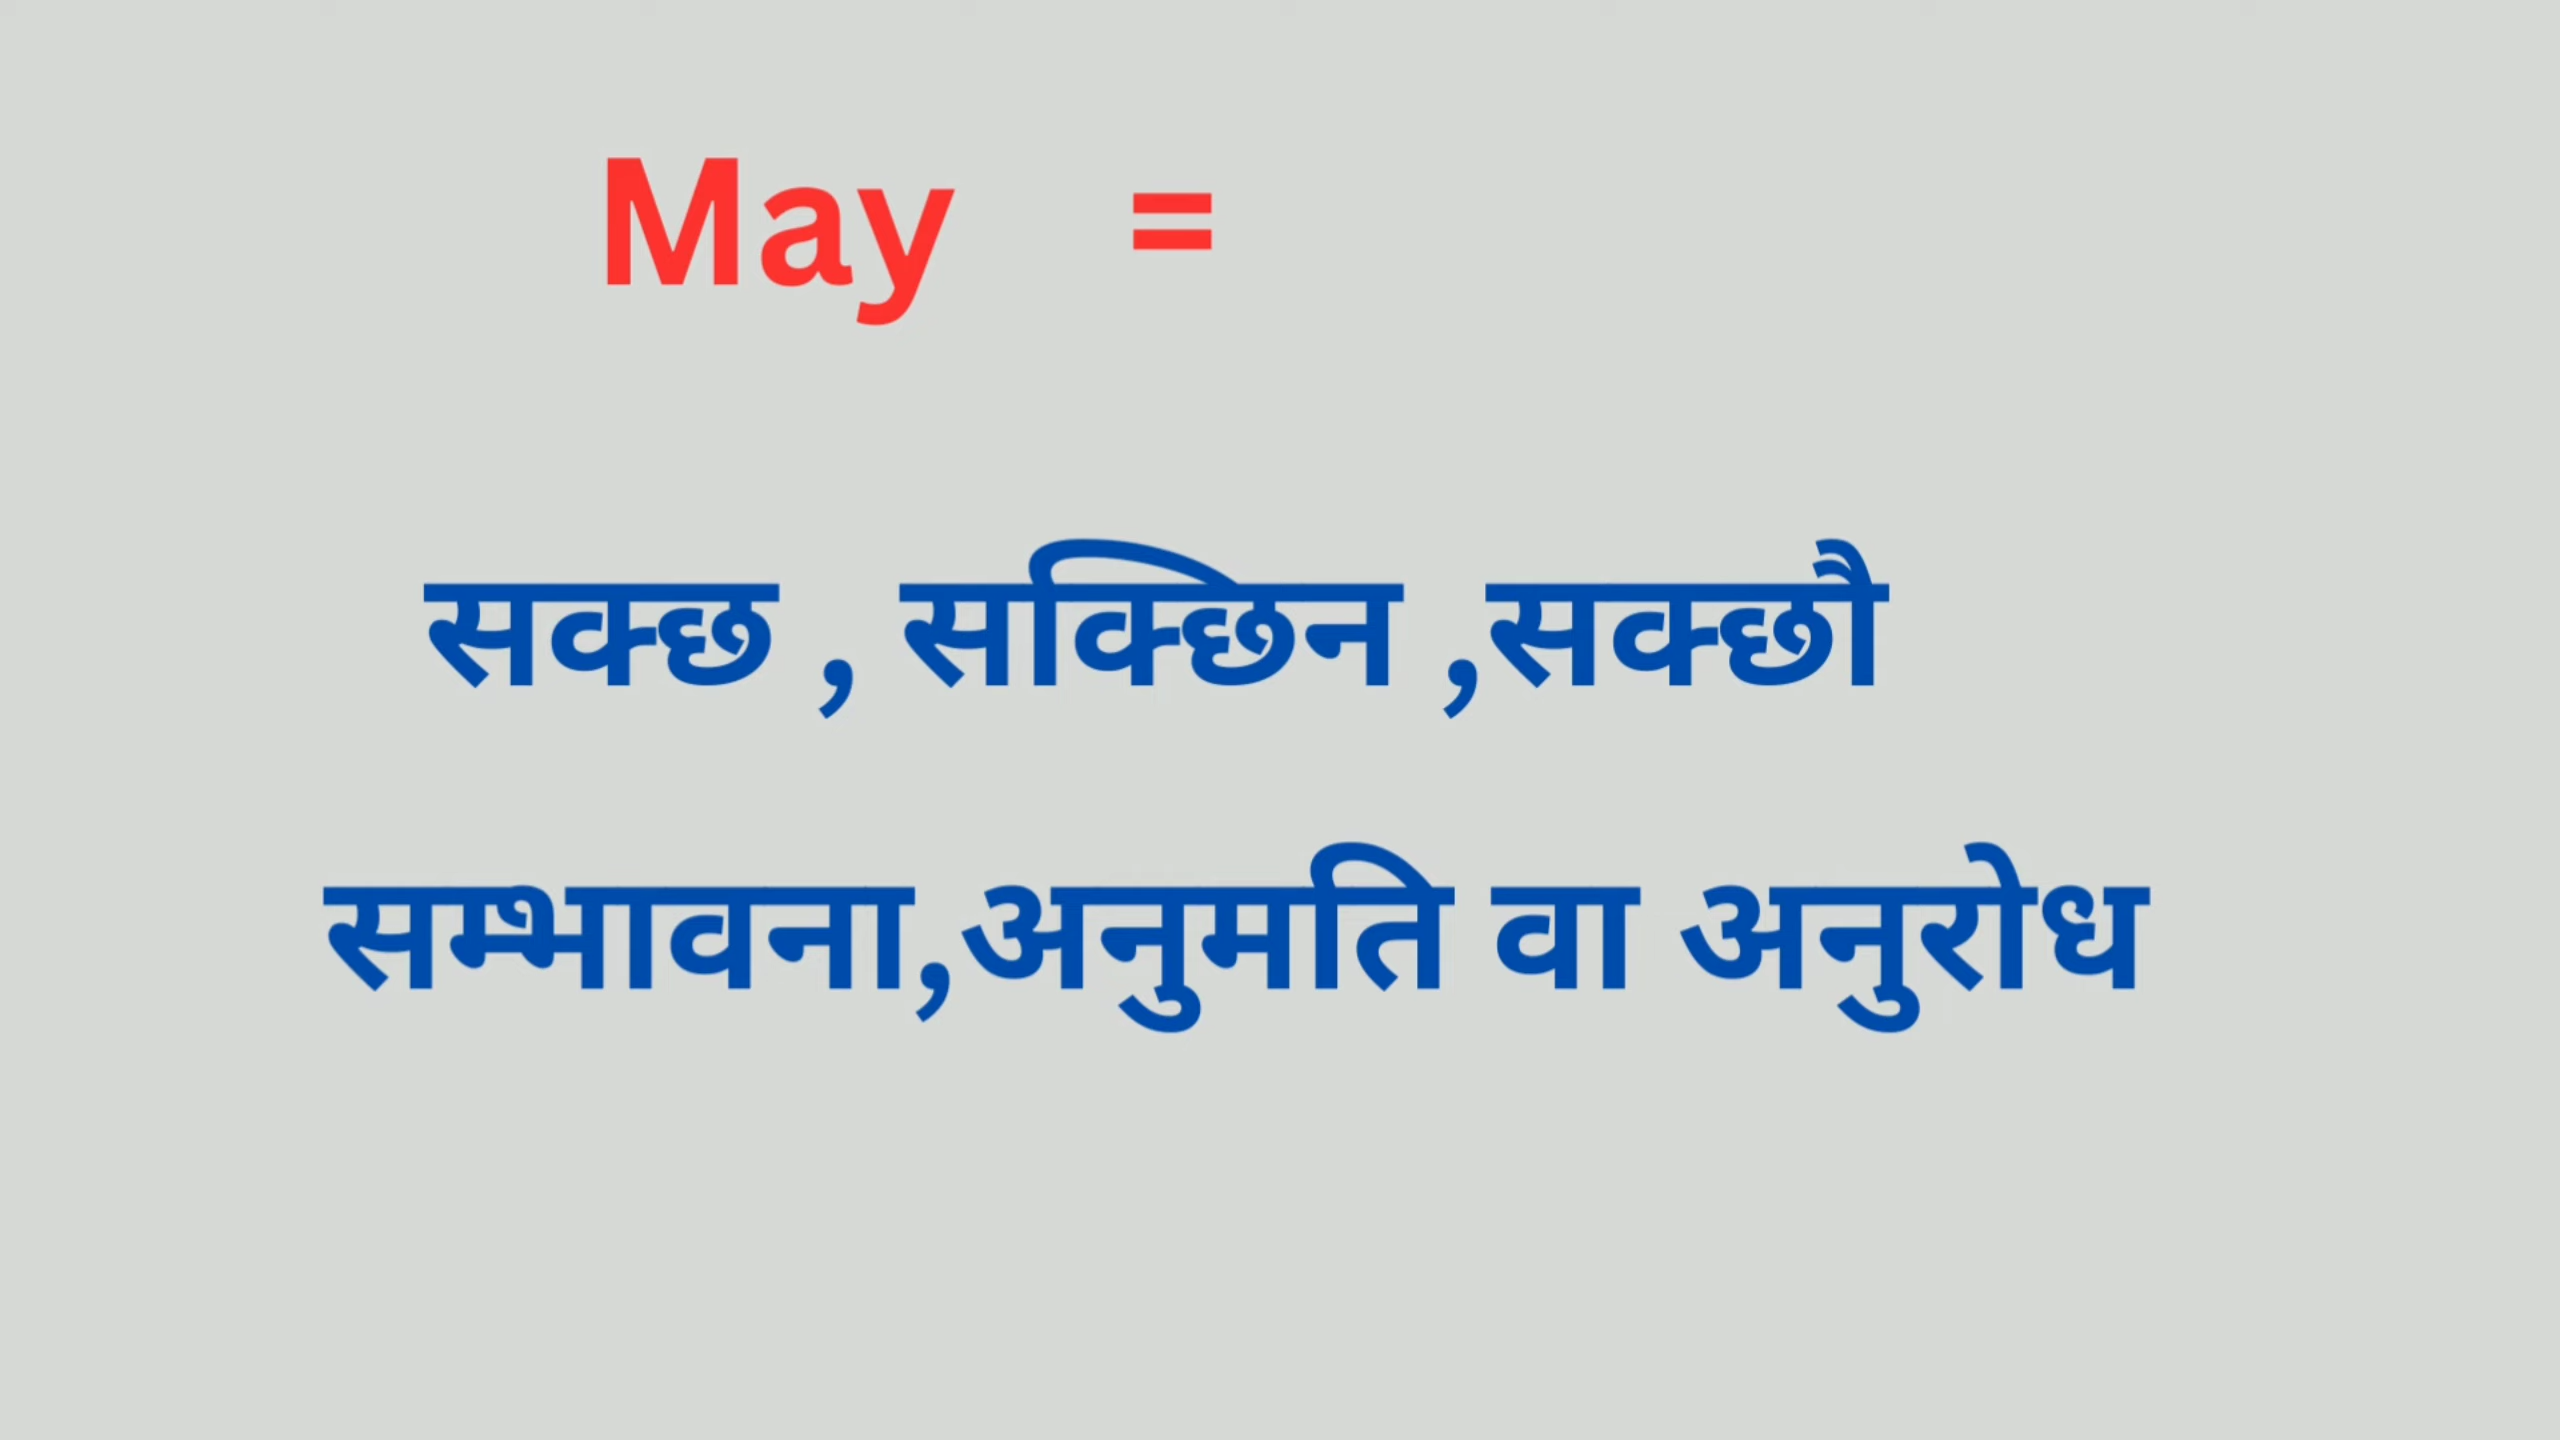 May =
सक्छ , सक्छिन ,सक्छौ
सम्भावना,अनुमति वा अनुरोध